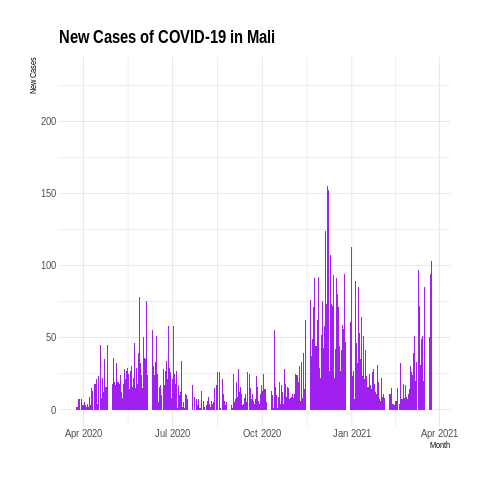 New Cases of COVID-19 in Mali
New Cases
200
150
100
50
0
Apr 2020
Jul 2020
Oct 2020
Jan 2021
Apr 2021
Month